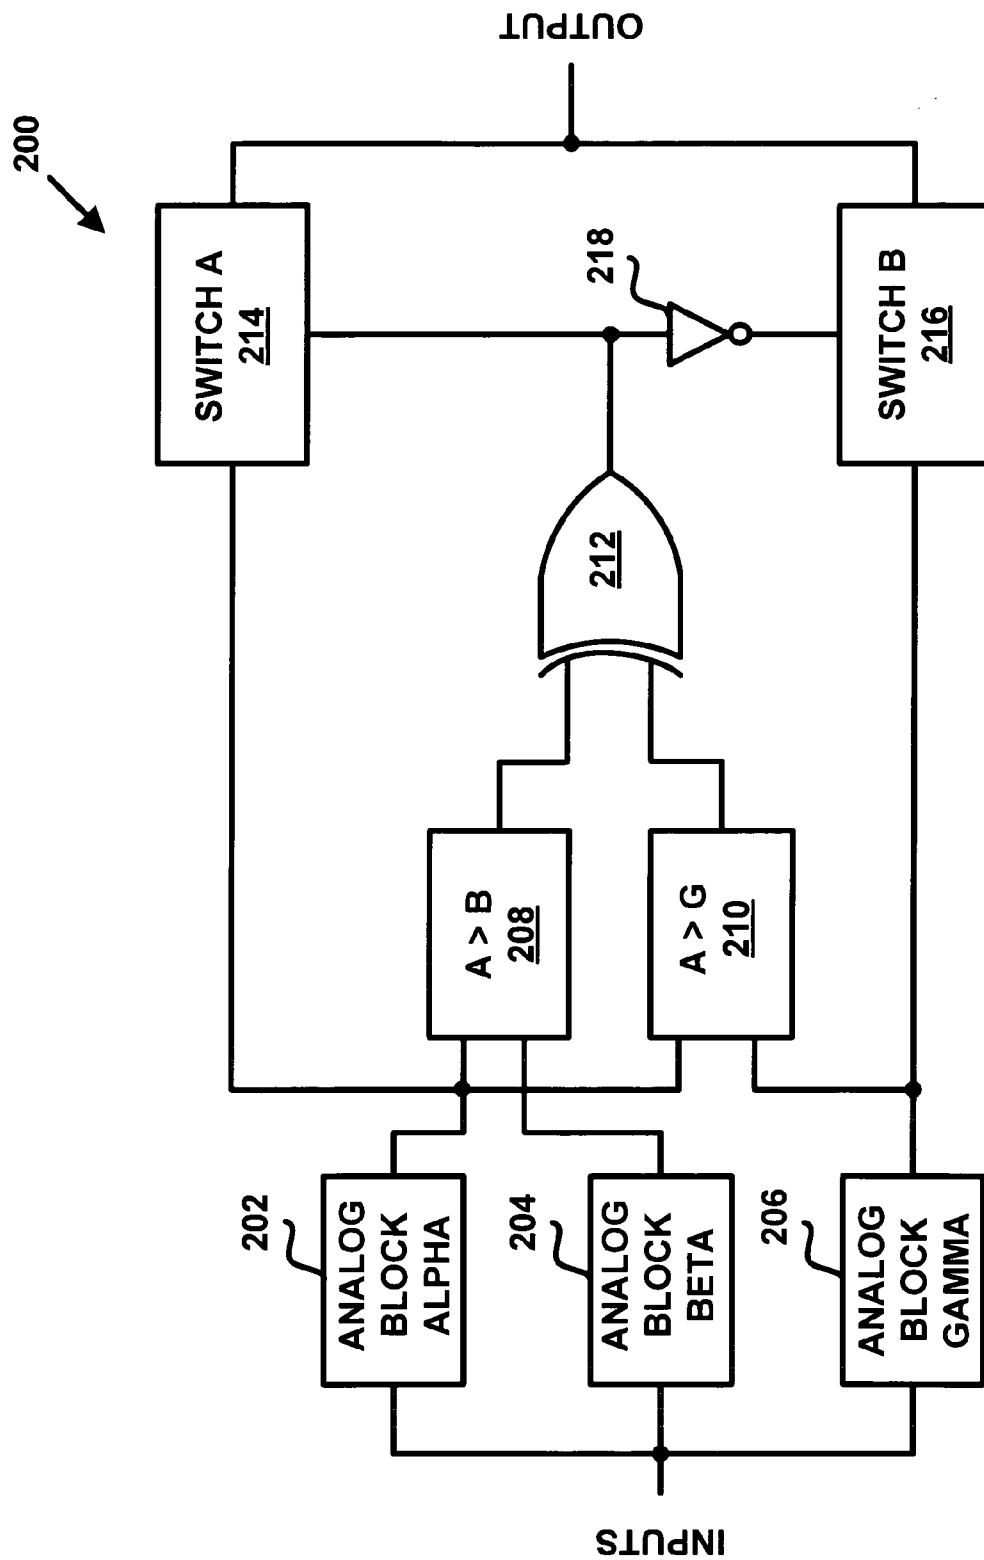 200
SWITCH A
214
OUTPUT
218
212
SWITCH B
216
A > B
208
A > G
210
202
ANALOG
BLOCK
ALPHA
204
ANALOG
BLOCK
BETA
206
ANALOG
BLOCK
GAMMA
INPUTS